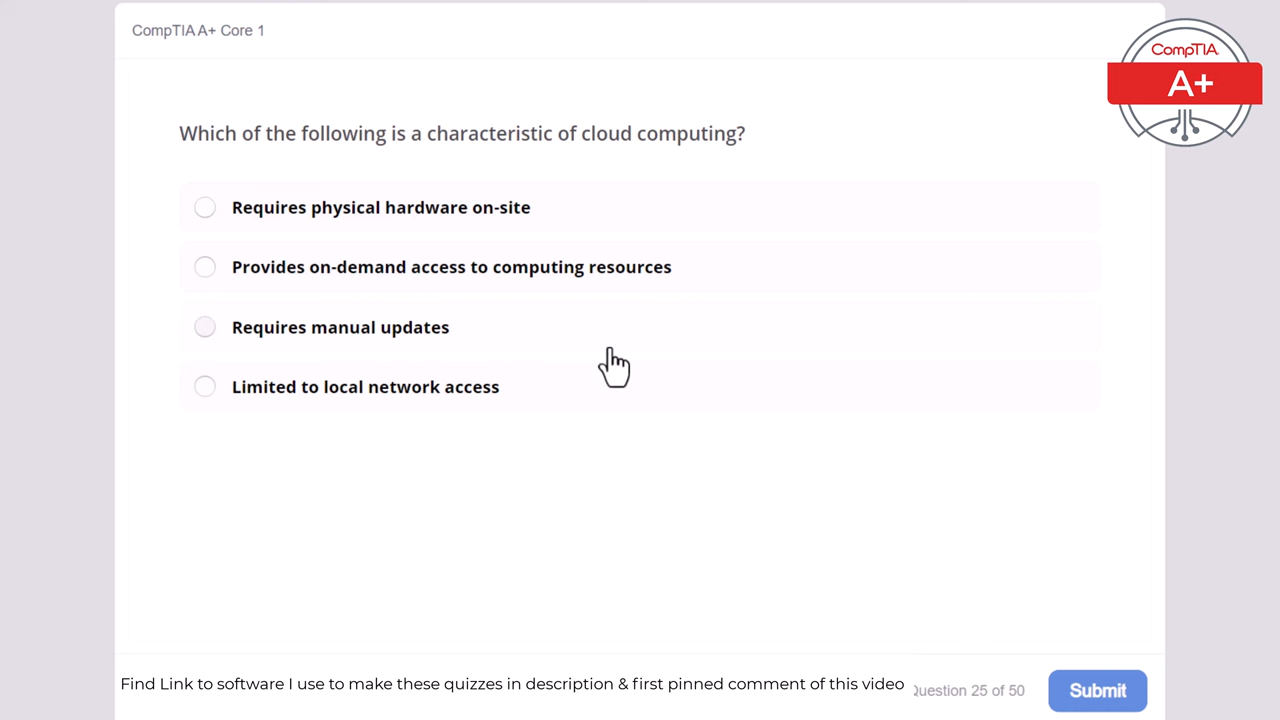 CompTIA A+ Core 1
CompTIA.
A+
Which of the following is a characteristic of cloud computing?
Requires physical hardware on-site
Provides on-demand access to computing resources
Requires manual updates
Limited to local network access
Find Link to software I use to make these quizzes in description & first pinned comment of this video
Question 25 of 50
Submit